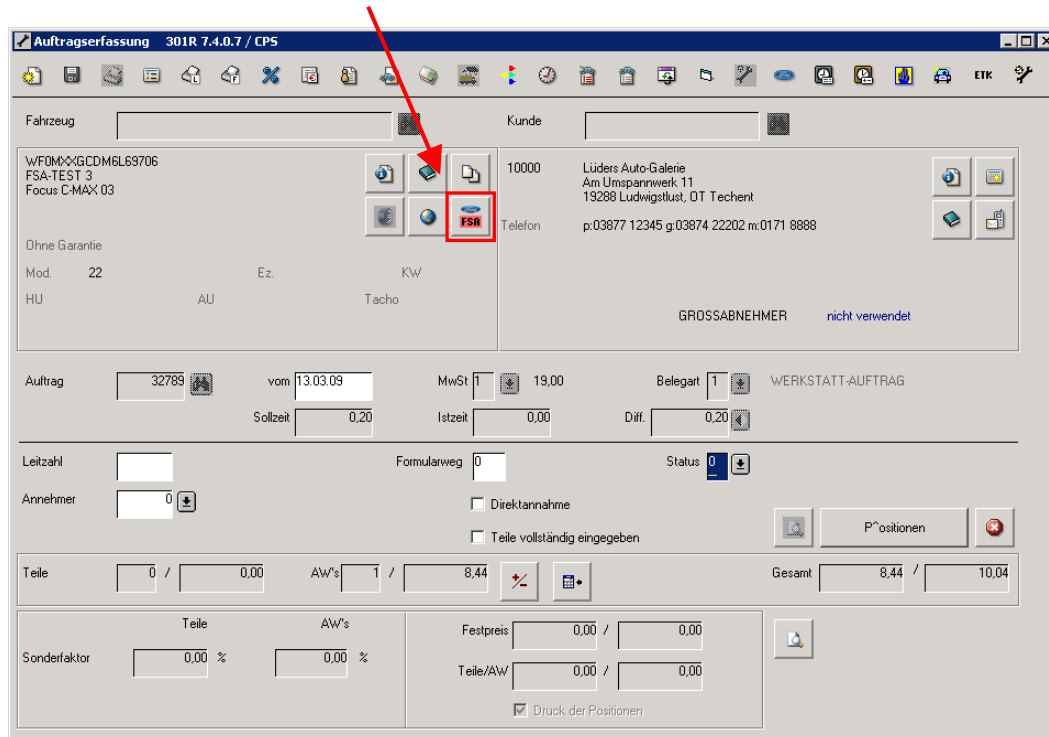 Auftragserfassung 301R 7.4.0.7 / CPS
ETK
Fahrzeug Kunde
WF0MXXGCDM6L69706
FSA-TEST 3
Focus C-MAX 03
FSA
Ohne Garantie
Mod. 22 Ez. KW
HU AU Tacho
10000 Lüders Auto-Galerie
Am Umspannwerk 11
19288 Ludwigstlust, OT Techent
Telefon p:03877 12345 g:03874 22202 m:0171 8888
GROSSABNEHMER nicht verwendet
Auftrag 32789 vom 13.03.09 MwSt 1 19,00 Belegart 1 WERKSTATT-AUFTRAG
Sollzeit 0,20 Istzeit 0,00 Diff. 0,20
Leitzahl Formularweg 0 Status 0
Annehmer 0 Direktannahme
Teile vollständig eingegeben
P^ositionen
Teile 0 / 0,00 AW's 1 / 8,44 Gesamt 8,44 / 10,04
Teile AW's
Sonderfaktor 0,00 % 0,00 %
Festpreis 0,00 / 0,00
Teile/AW 0,00 / 0,00
Druck der Positionen